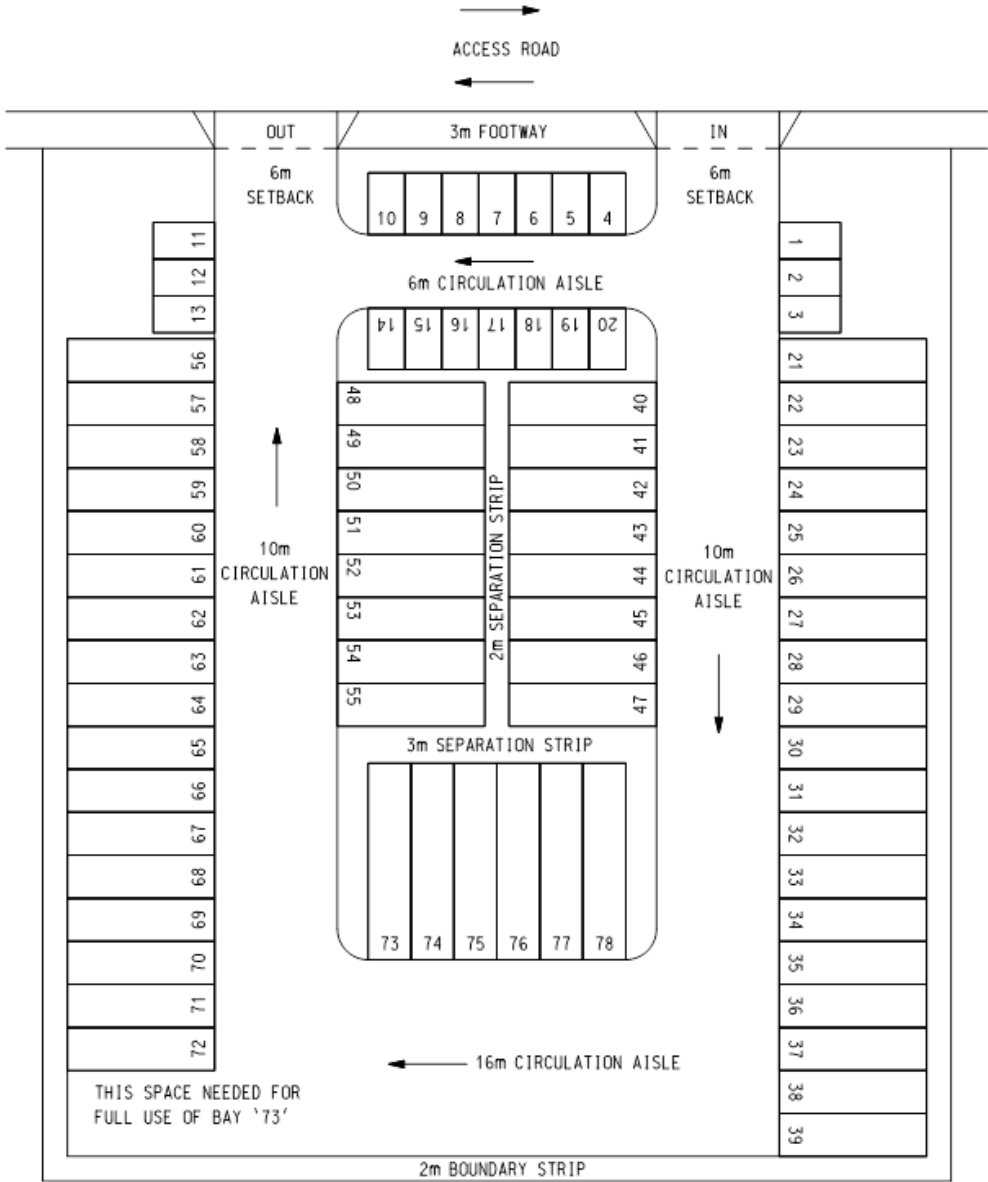 ACCESS ROAD
OUT
3m FOOTWAY
IN
6m
SETBACK
6m
SETBACK
10 9 8 7 6 5 4
11
12
13
1
2
3
6m CIRCULATION AISLE
14 15 16 17 18 19 20
56
57
58
59
60
61
62
63
64
65
66
67
68
69
70
71
72
10m
CIRCULATION
AISLE
48
49
50
51
52
53
54
55
2m SEPARATION STRIP
40
41
42
43
44
45
46
47
10m
CIRCULATION
AISLE
21
22
23
24
25
26
27
28
29
30
31
32
33
34
35
36
37
38
39
3m SEPARATION STRIP
73 74 75 76 77 78
16m CIRCULATION AISLE
THIS SPACE NEEDED FOR
FULL USE OF BAY `73'
2m BOUNDARY STRIP